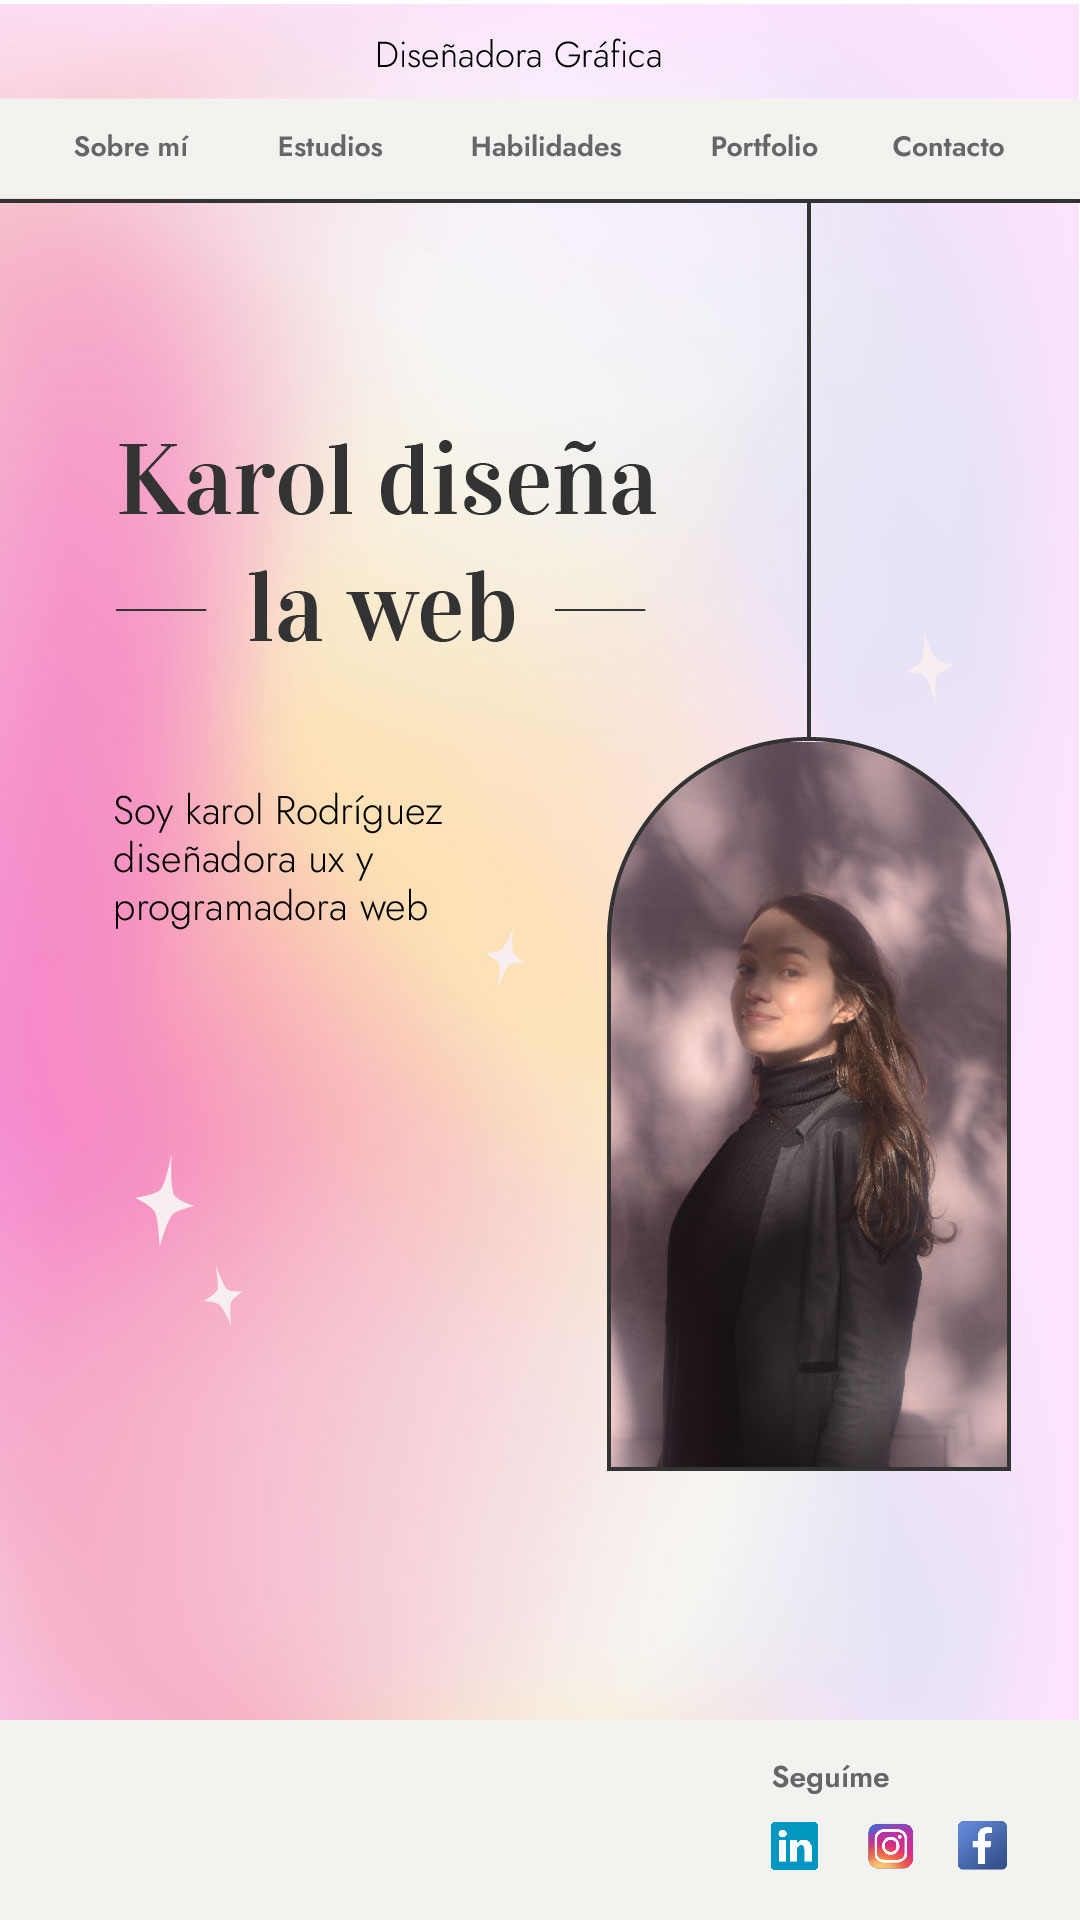 Diseñadora Gráfica
Sobre mí Estudios Habilidades Portfolio Contacto
Karol diseña
la web
Soy karol Rodríguez
diseñadora ux y
programadora web
Seguíme
in f